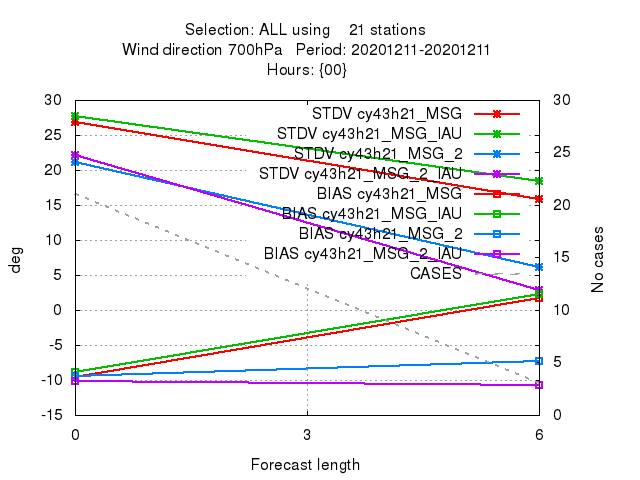 Selection: ALL using 21 stations
Wind direction 700hPa Period: 20201211-20201211
Hours: {00}
30
25
20
15
10
5
0
-5
-10
-15
deg
STDV cy43h21_MSG
STDV cy43h21_MSG_IAU
STDV cy43h21_MSG_2
STDV cy43h21_MSG_2_IAU
BIAS cy43h21_MSG
BIAS cy43h21_MSG_IAU
BIAS cy43h21_MSG_2
BIAS cy43h21_MSG_2_IAU
CASES
30
25
20
15
10
5
0
No cases
0 3 6
Forecast length